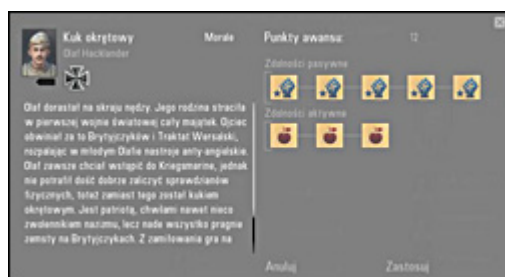 Kuk okrętowy
Morale
Olaf Hacklander
Punkty awansu:
12
Zdolności pasywne
Zdolności aktywne
Olaf dorastał na skraju nędzy. Jego rodzina straciła
w pierwszej wojnie światowej cały majątek. Ojciec
obwiniał za to Brytyjczyków i Traktat Wersalski,
rozpalając w młodym Olafie nastroje anty-angielskie.
Olaf zawsze chciał wstąpić do Kriegsmarine, jednak
nie potrafił dość dobrze zaliczyć sprawdzianów
fizycznych, toteż zamiast tego został kukiem
okrętowym. Jest patriotą, chwilami nawet nieco
zwolennikiem nazizmu, lecz nade wszystko pragnie
zemsty na Brytyjczykach. Z zamiłowania gra na
Anuluj
Zastosuj